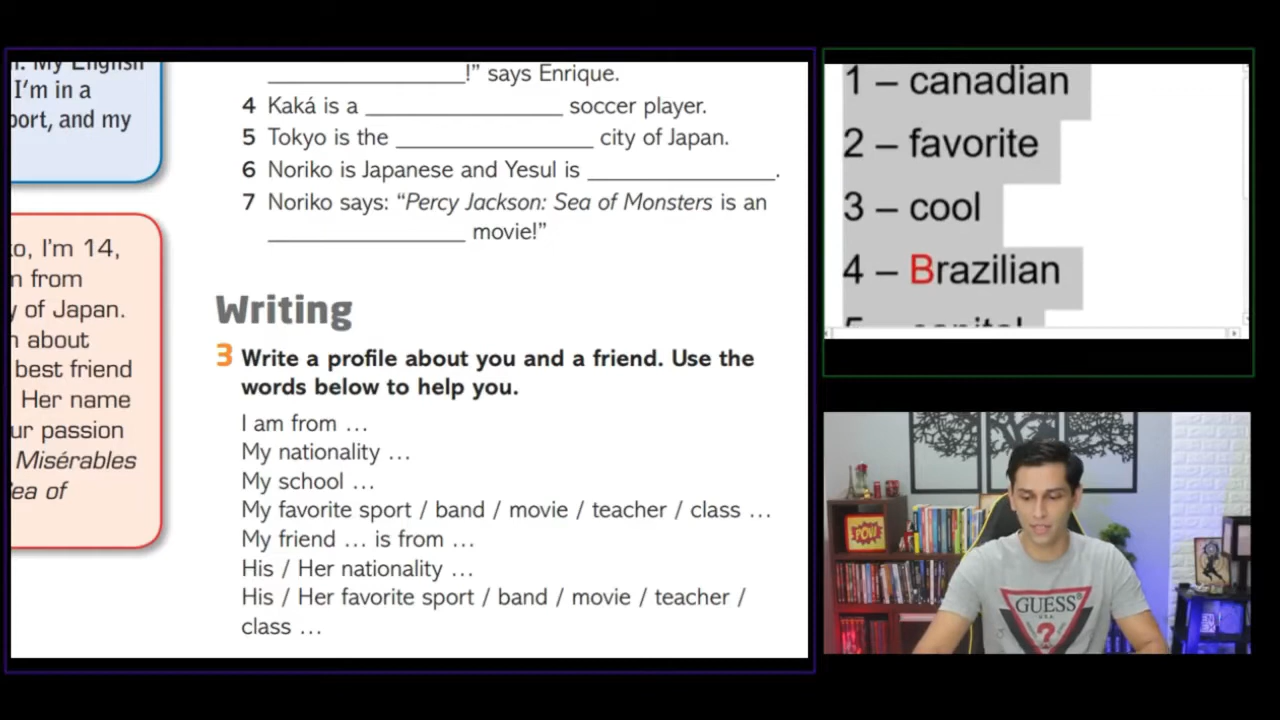 I'm in a
port, and my
ko, I'm 14,
n from
y of Japan.
n about
best friend
Her name
ur passion
Misérables
ea of
!” says Enrique.
4 Kaká is a soccer player.
5 Tokyo is the city of Japan.
6 Noriko is Japanese and Yesul is .
7 Noriko says: “Percy Jackson: Sea of Monsters is an
movie!”
Writing
3 Write a profile about you and a friend. Use the
words below to help you.
I am from …
My nationality …
My school …
My favorite sport / band / movie / teacher / class …
My friend … is from …
His / Her nationality …
His / Her favorite sport / band / movie / teacher /
class …
1 – canadian
2 – favorite
3 – cool
4 – Brazilian
POW!
GUESS
USA
?